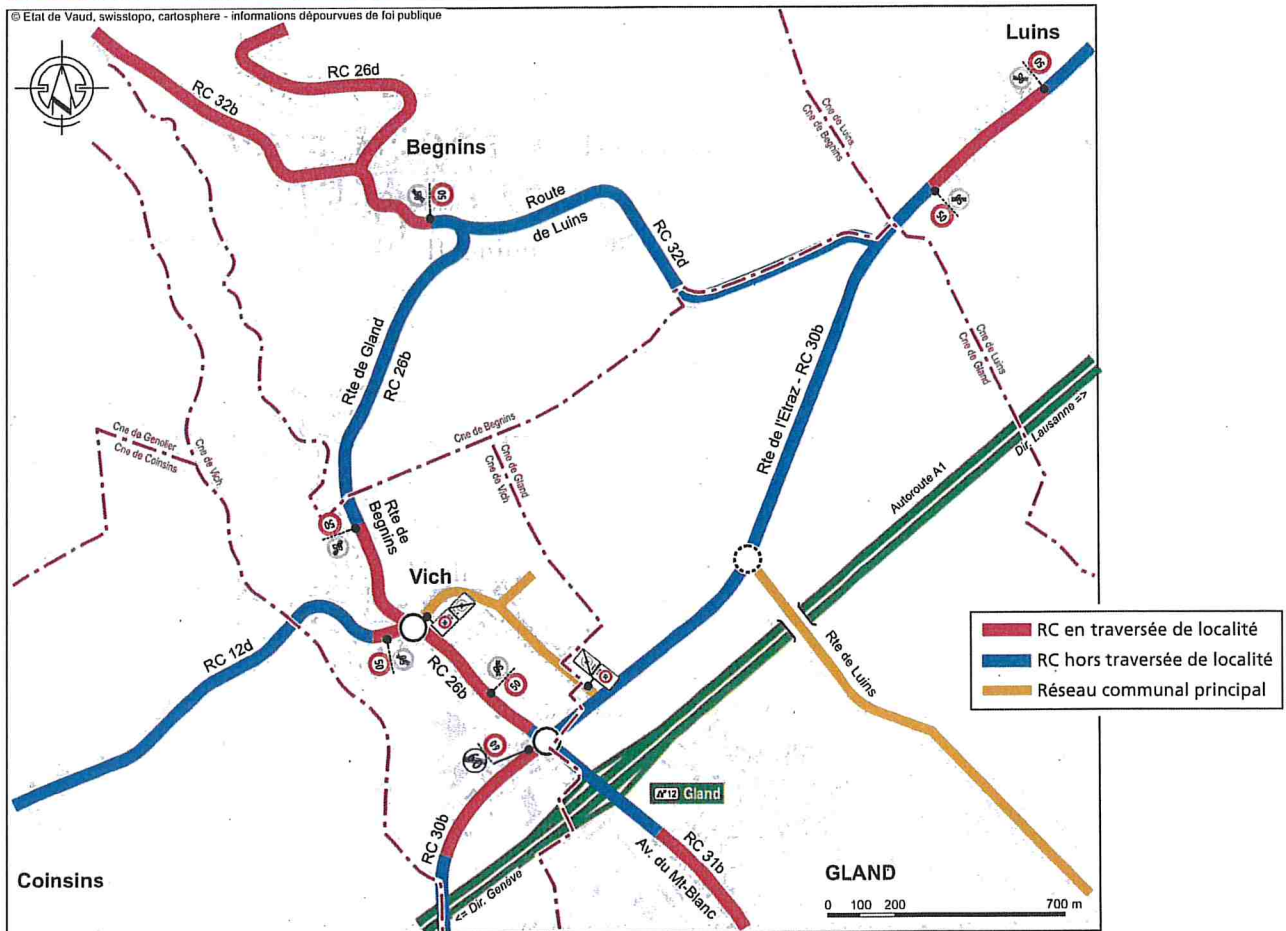 © Etat de Vaud, swisstopo, cartosphere - informations dépourvues de foi publique
N
Luins
RC 26d
RC 32b
50
Cne de Luins
Cne de Begnins
Begnins
50
Route
de Luins
50
RC 32d
Rte de Gland
RC 26b
Rte de l'Etraz - RC 30b
Cne de Luins
Cne de Gland
Dir. Lausanne =>
Autoroute A1
Cne de Begnins
Cne de Genolier
Cne de Coinsins
Cne de Vich
Cne de Gland
Cne de Vich
50
Rte de
Begnins
Vich
RC en traversée de localité
RC hors traversée de localité
Réseau communal principal
RC 12d
50
RC 26b
50
Rte de Luins
60
60
N° 12 Gland
RC 30b
RC 31b
Av. du Mt-Blanc
<= Dir. Genève
Coinsins
GLAND
0 100 200 700 m